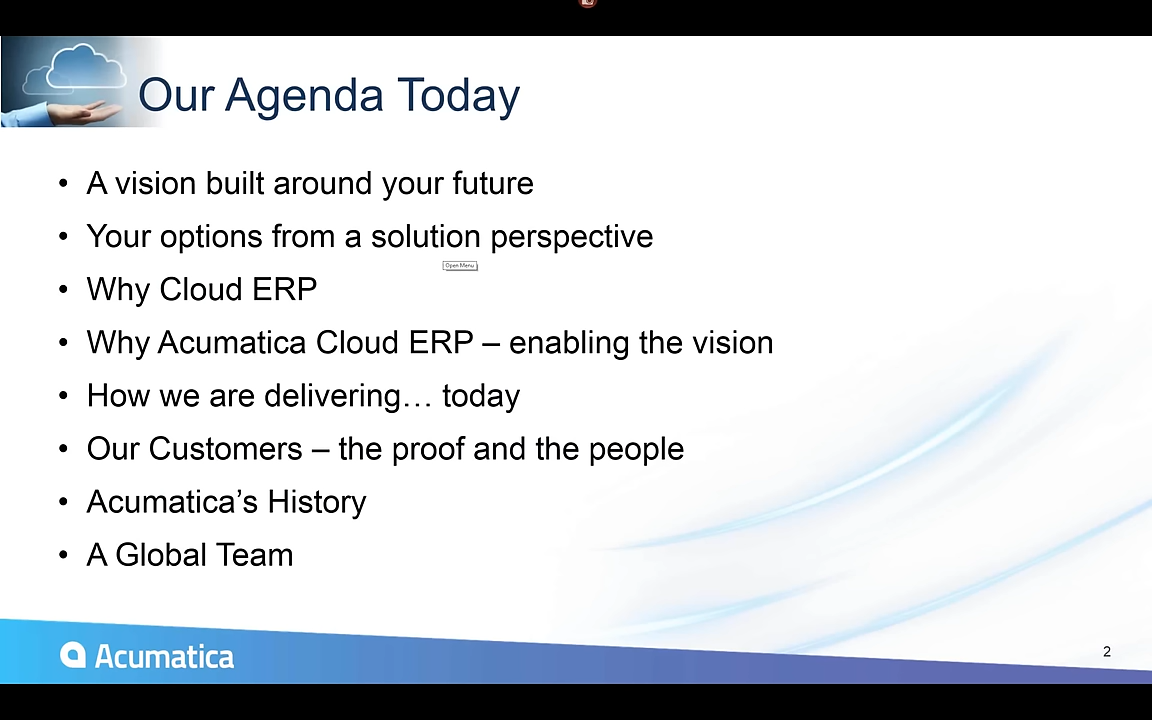 Our Agenda Today
• A vision built around your future
• Your options from a solution perspective
Open Menu
• Why Cloud ERP
• Why Acumatica Cloud ERP – enabling the vision
• How we are delivering… today
• Our Customers – the proof and the people
• Acumatica’s History
• A Global Team
Acumatica
2